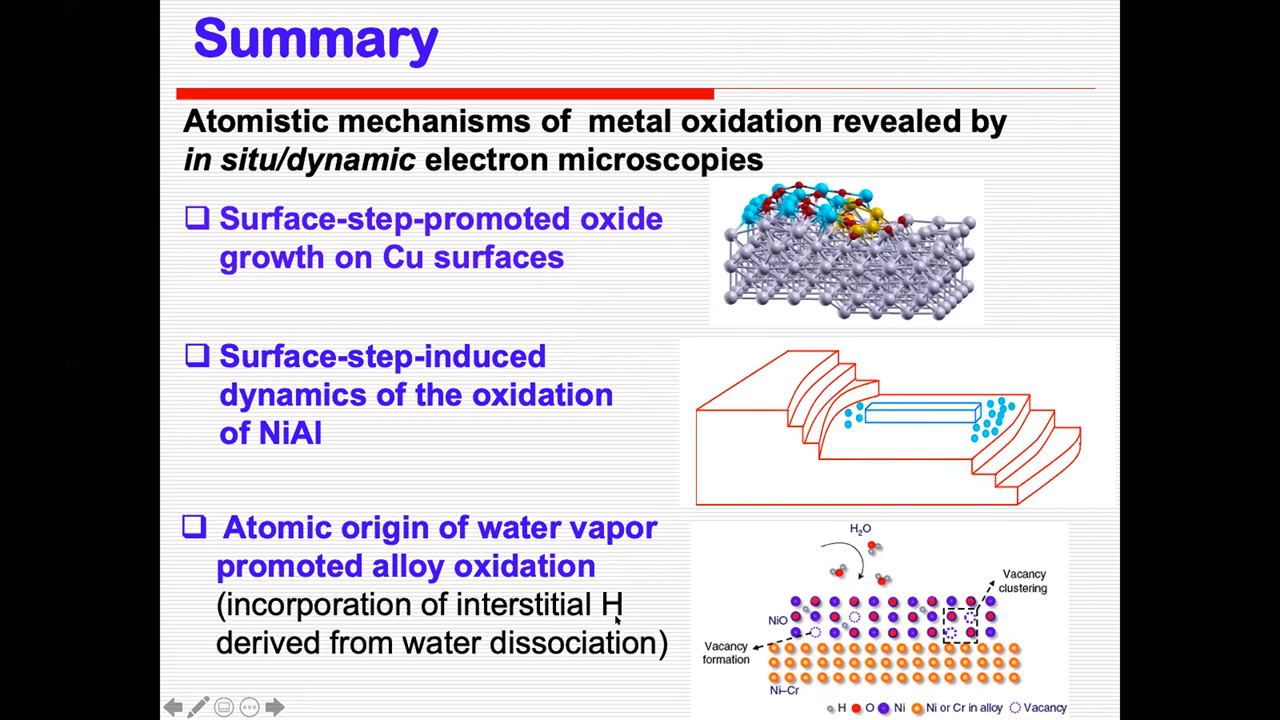 Summary
Atomistic mechanisms of metal oxidation revealed by
in situ/dynamic electron microscopies
Surface-step-promoted oxide
growth on Cu surfaces
Surface-step-induced
dynamics of the oxidation
of NiAl
Atomic origin of water vapor
promoted alloy oxidation
(incorporation of interstitial H
derived from water dissociation)
H₂O
Vacancy
clustering
NiO
Vacancy
formation
Ni–Cr
H O Ni Ni or Cr in alloy Vacancy